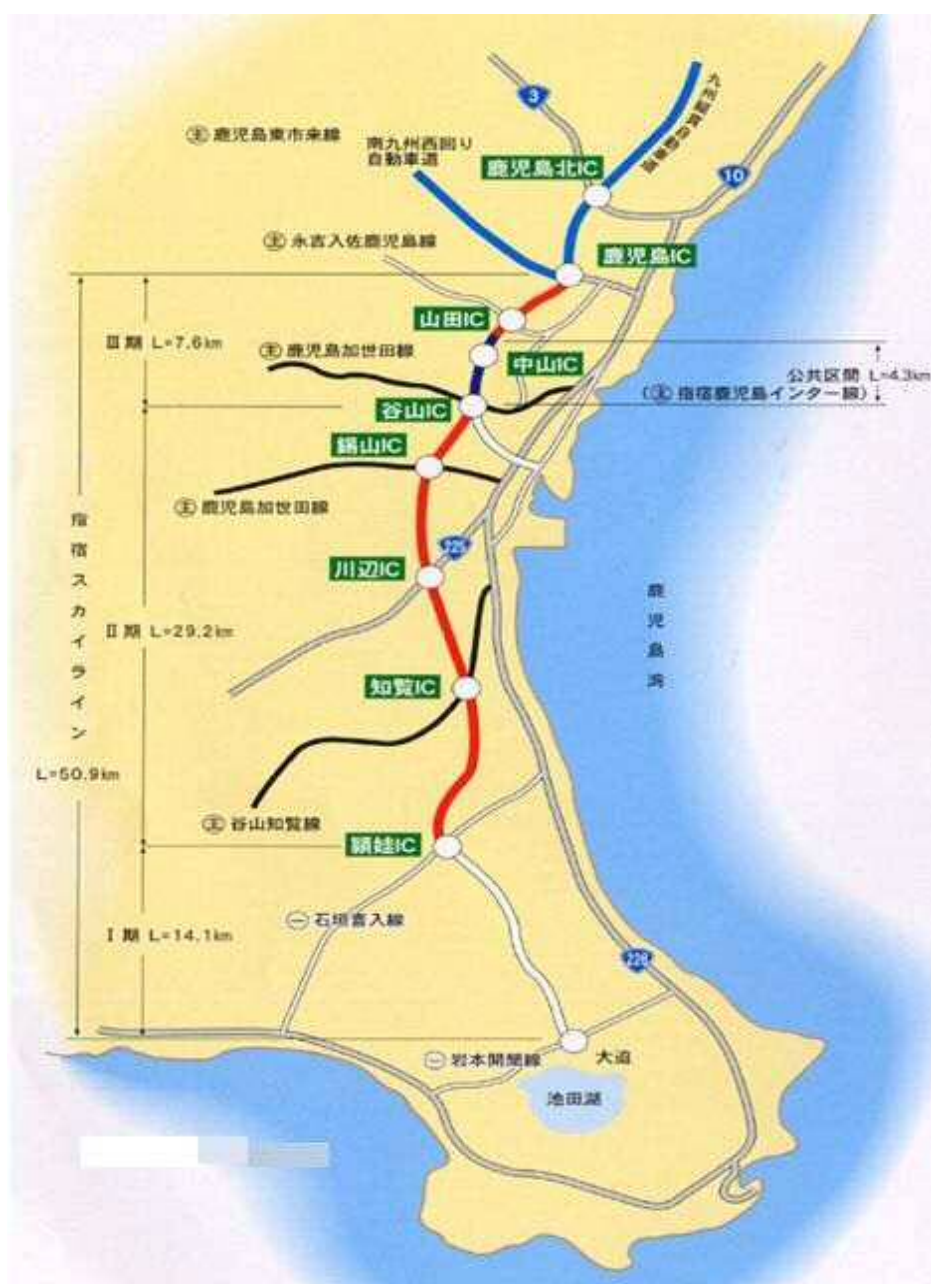 3
九州縦貫自動車道
主 鹿児島東市来線
南九州西回り
自動車道
鹿児島北IC
10
主 永吉入佐鹿児島線
鹿児島IC
山田IC
III期 L=7.6km
主 鹿児島加世田線
中山IC
公共区間 L=4.3km
(主 指宿鹿児島インター線)
谷山IC
錫山IC
主 鹿児島加世田線
指宿スカイライン
225
川辺IC
鹿児島湾
II期 L=29.2km
知覧IC
L=50.9km
主 谷山知覧線
頴娃IC
一 石垣喜入線
I期 L=14.1km
226
一 岩本開聞線
大迫
池田湖